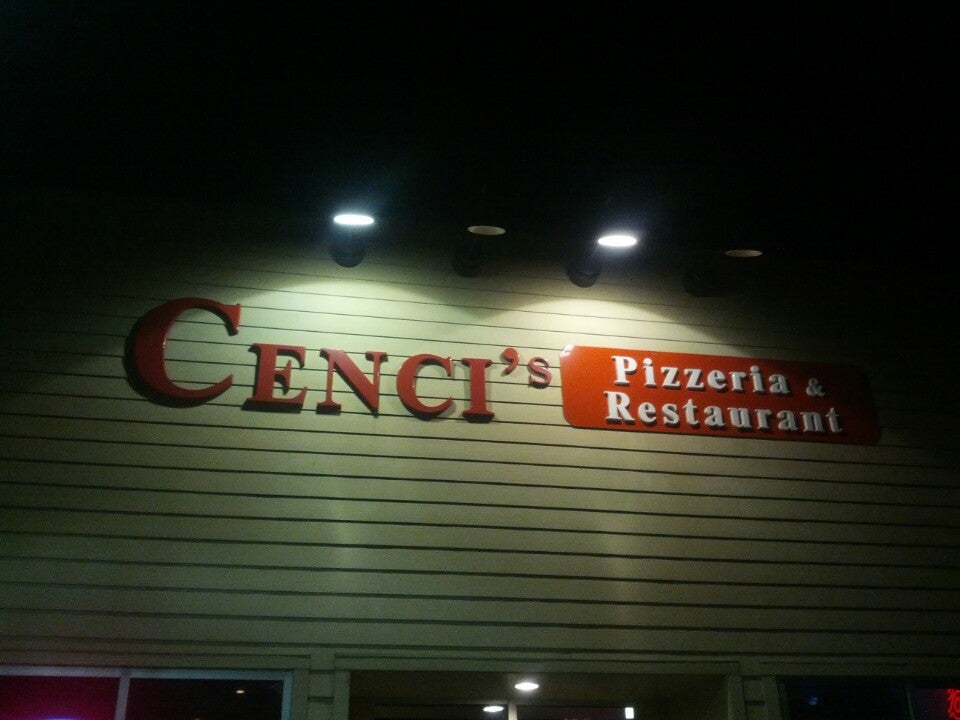 CENCI's
Pizzeria &
Restaurant